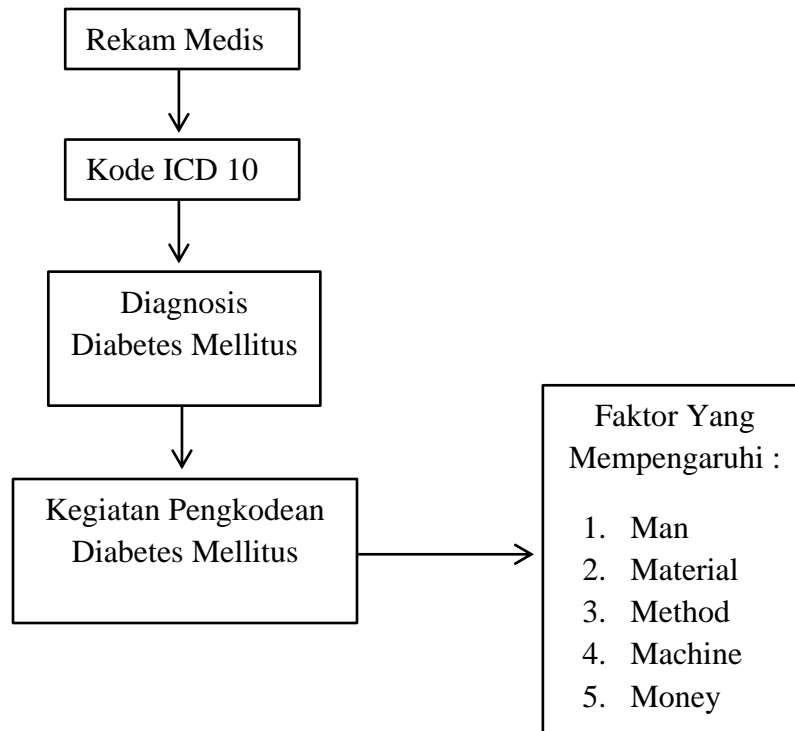 Rekam Medis
Kode ICD 10
Diagnosis
Diabetes Mellitus
Kegiatan Pengkodean
Diabetes Mellitus
Faktor Yang
Mempengaruhi :
1. Man
2. Material
3. Method
4. Machine
5. Money